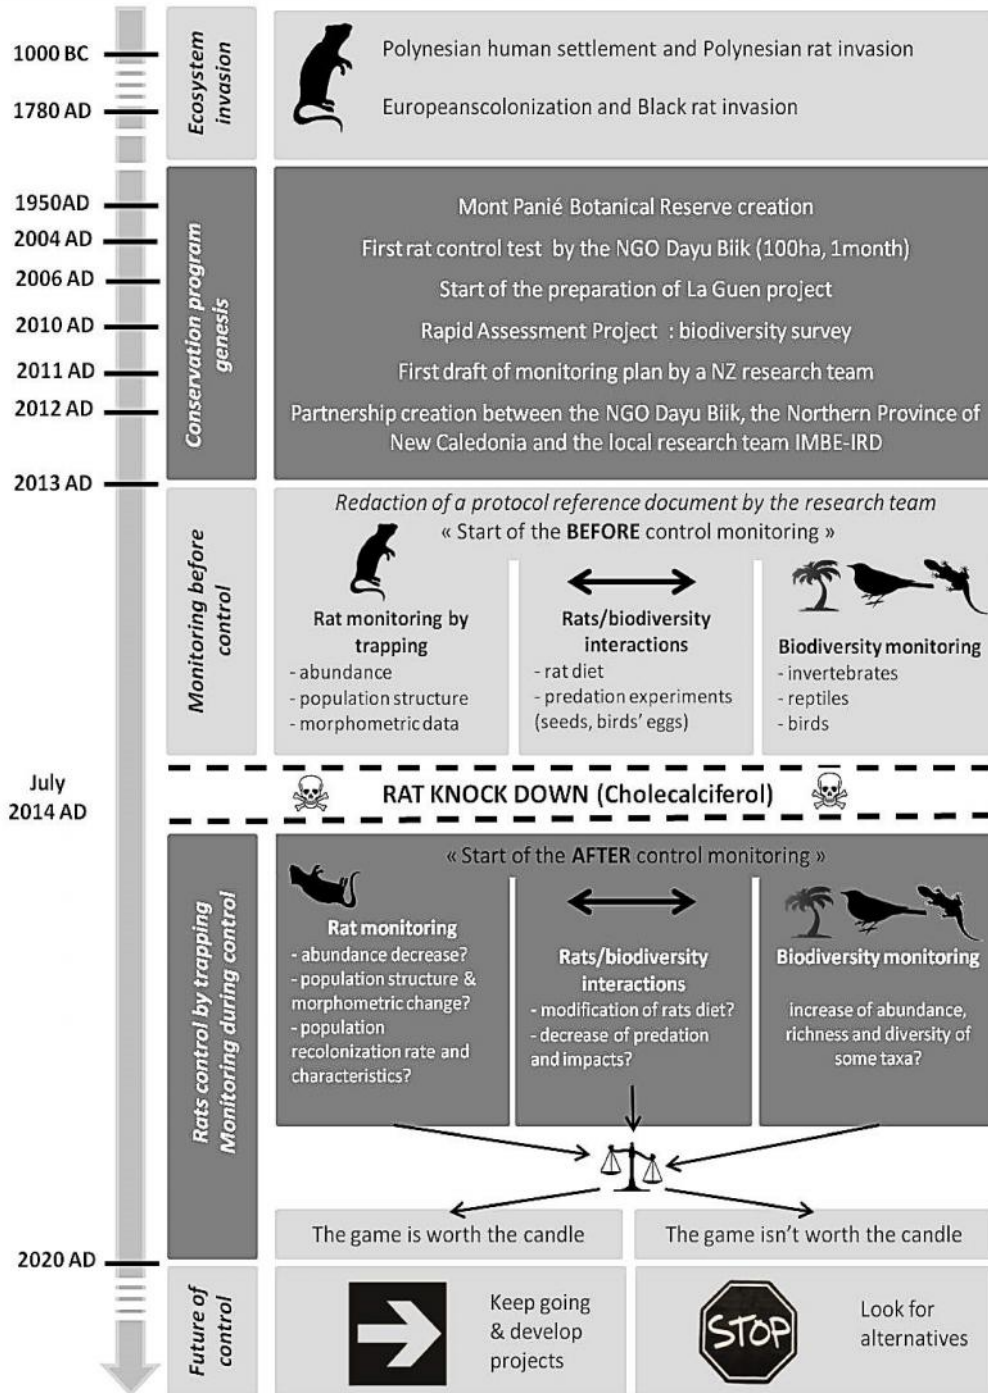 1000 BC
1780 AD
Ecosystem
invasion
Polynesian human settlement and Polynesian rat invasion
Europeanscolonization and Black rat invasion
1950AD
2004 AD
2006 AD
2010 AD
2011 AD
2012 AD
2013 AD
Conservation program
genesis
Mont Panié Botanical Reserve creation
First rat control test by the NGO Dayu Biik (100ha, 1month)
Start of the preparation of La Guen project
Rapid Assessment Project : biodiversity survey
First draft of monitoring plan by a NZ research team
Partnership creation between the NGO Dayu Biik, the Northern Province of
New Caledonia and the local research team IMBE-IRD
Monitoring before
control
Redaction of a protocol reference document by the research team
« Start of the BEFORE control monitoring »
Rat monitoring by
trapping
- abundance
- population structure
- morphometric data
Rats/biodiversity
interactions
- rat diet
- predation experiments
(seeds, birds' eggs)
Biodiversity monitoring
- invertebrates
- reptiles
- birds
July
2014 AD
RAT KNOCK DOWN (Cholecalciferol)
Rats control by trapping
Monitoring during control
« Start of the AFTER control monitoring »
Rat monitoring
- abundance decrease?
- population structure &
morphometric change?
- population
recolonization rate and
characteristics?
Rats/biodiversity
interactions
- modification of rats diet?
- decrease of predation
and impacts?
Biodiversity monitoring
increase of abundance,
richness and diversity of
some taxa?
The game is worth the candle
The game isn't worth the candle
2020 AD
Future of
control
Keep going
& develop
projects
STOP
Look for
alternatives